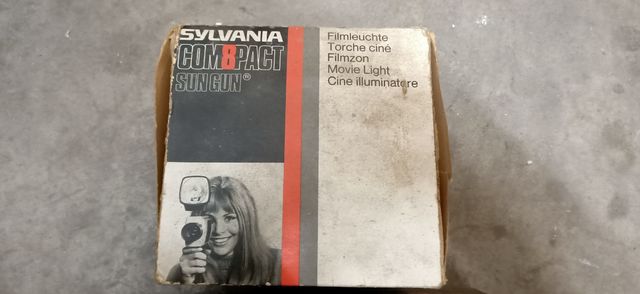 SYLVANIA
COM8PACT
SUN GUN®
Filmleuchte
Torche ciné
Filmzon
Movie Light
Cine illuminatore